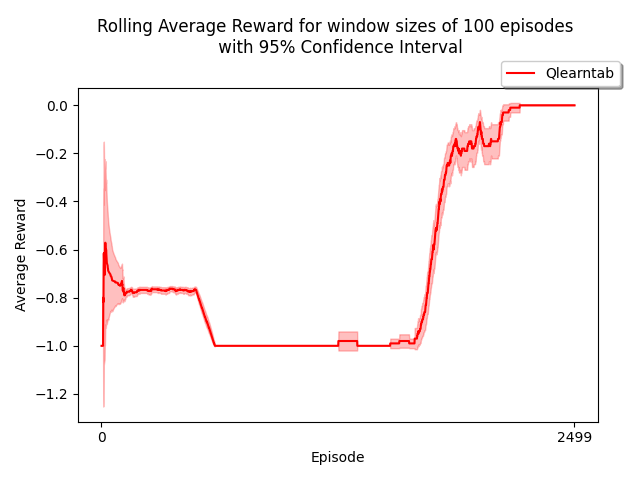 Rolling Average Reward for window sizes of 100 episodes
with 95% Confidence Interval
Qlearntab
0.0
−0.2
−0.4
−0.6
−0.8
−1.0
−1.2
Average Reward
0
2499
Episode